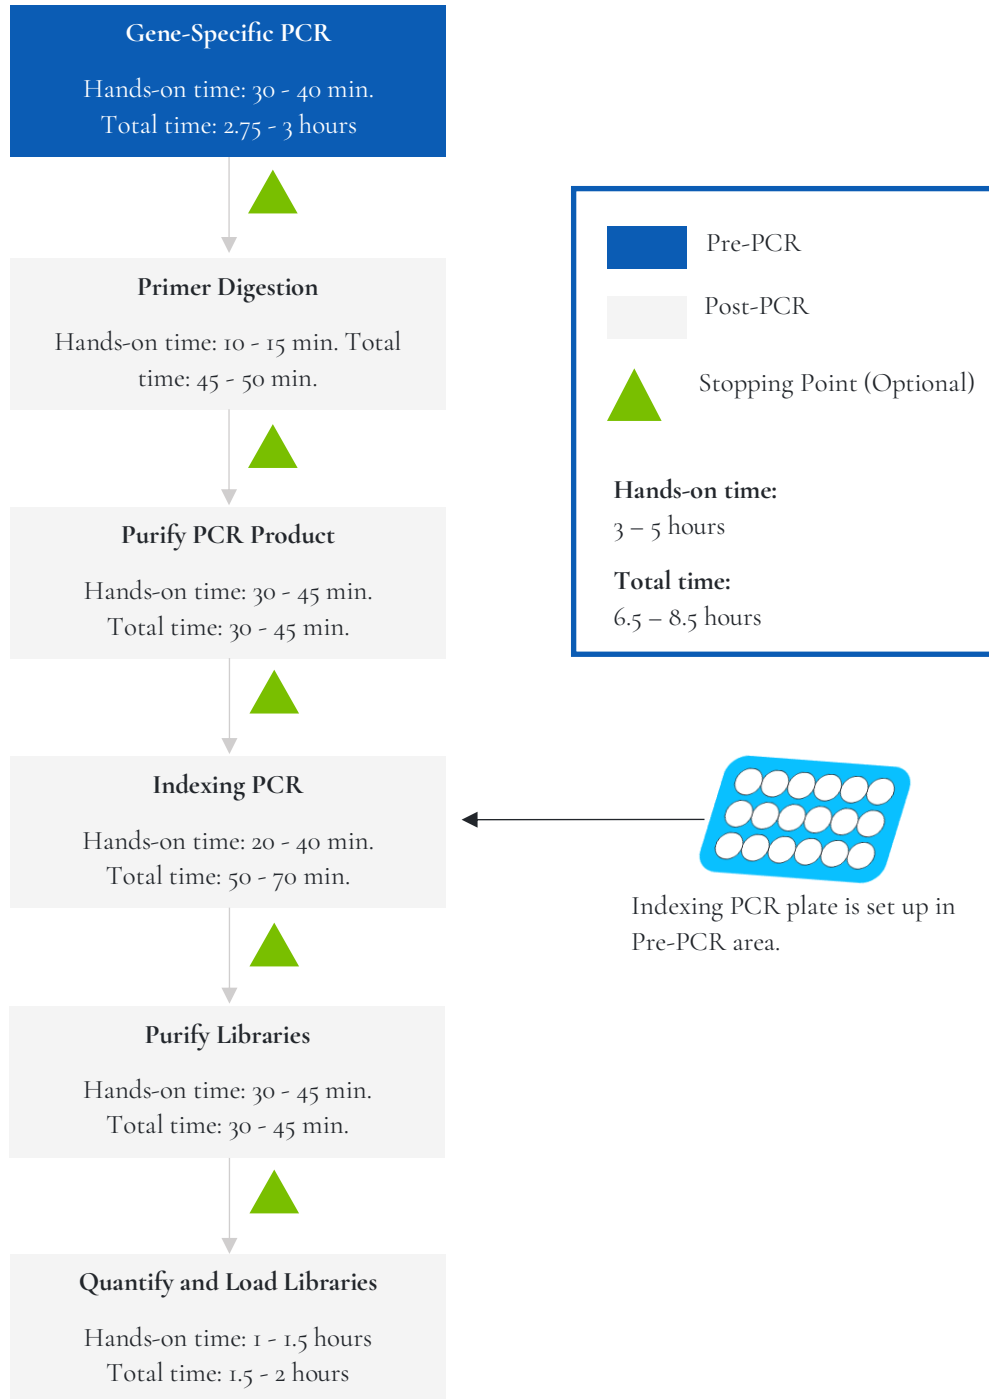 Gene-Specific PCR
Hands-on time: 30 - 40 min.
Total time: 2.75 - 3 hours
Primer Digestion
Hands-on time: 10 - 15 min. Total
time: 45 - 50 min.
Purify PCR Product
Hands-on time: 30 - 45 min.
Total time: 30 - 45 min.
Indexing PCR
Hands-on time: 20 - 40 min.
Total time: 50 - 70 min.
Purify Libraries
Hands-on time: 30 - 45 min.
Total time: 30 - 45 min.
Quantify and Load Libraries
Hands-on time: 1 - 1.5 hours
Total time: 1.5 - 2 hours
Pre-PCR
Post-PCR
Stopping Point (Optional)
Hands-on time:
3 – 5 hours
Total time:
6.5 – 8.5 hours
Indexing PCR plate is set up in
Pre-PCR area.